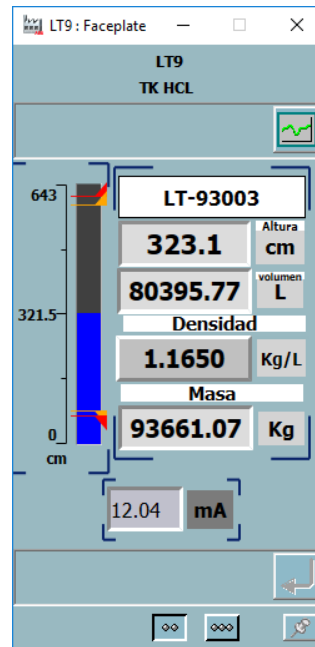 LT9 : Faceplate
LT9
TK HCL
643
LT-93003
Altura
323.1 cm
volumen
80395.77 L
321.5
Densidad
1.1650 Kg/L
Masa
0
93661.07 Kg
cm
12.04 mA